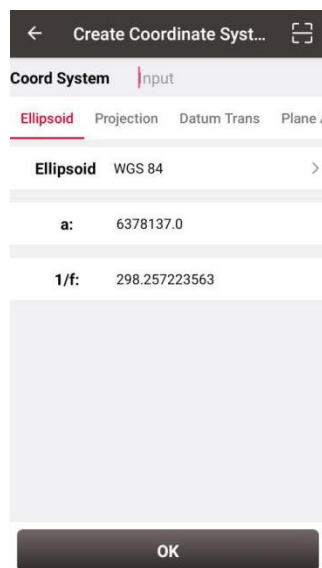 Create Coordinate Syst...
Coord System Input
Ellipsoid Projection Datum Trans Plane
Ellipsoid WGS 84
a: 6378137.0
1/f: 298.257223563
OK